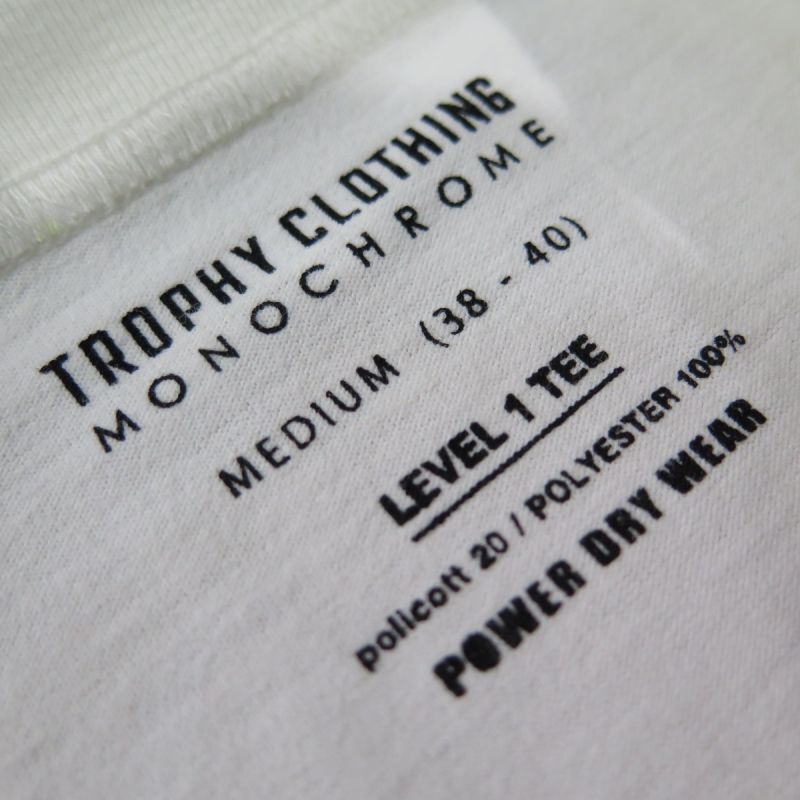 TROPHY CLOTHING
MONOCHROME
MEDIUM (38 - 40)
LEVEL 1 TEE
policott 20 / POLYESTER 100%
POWER DRY WEAR